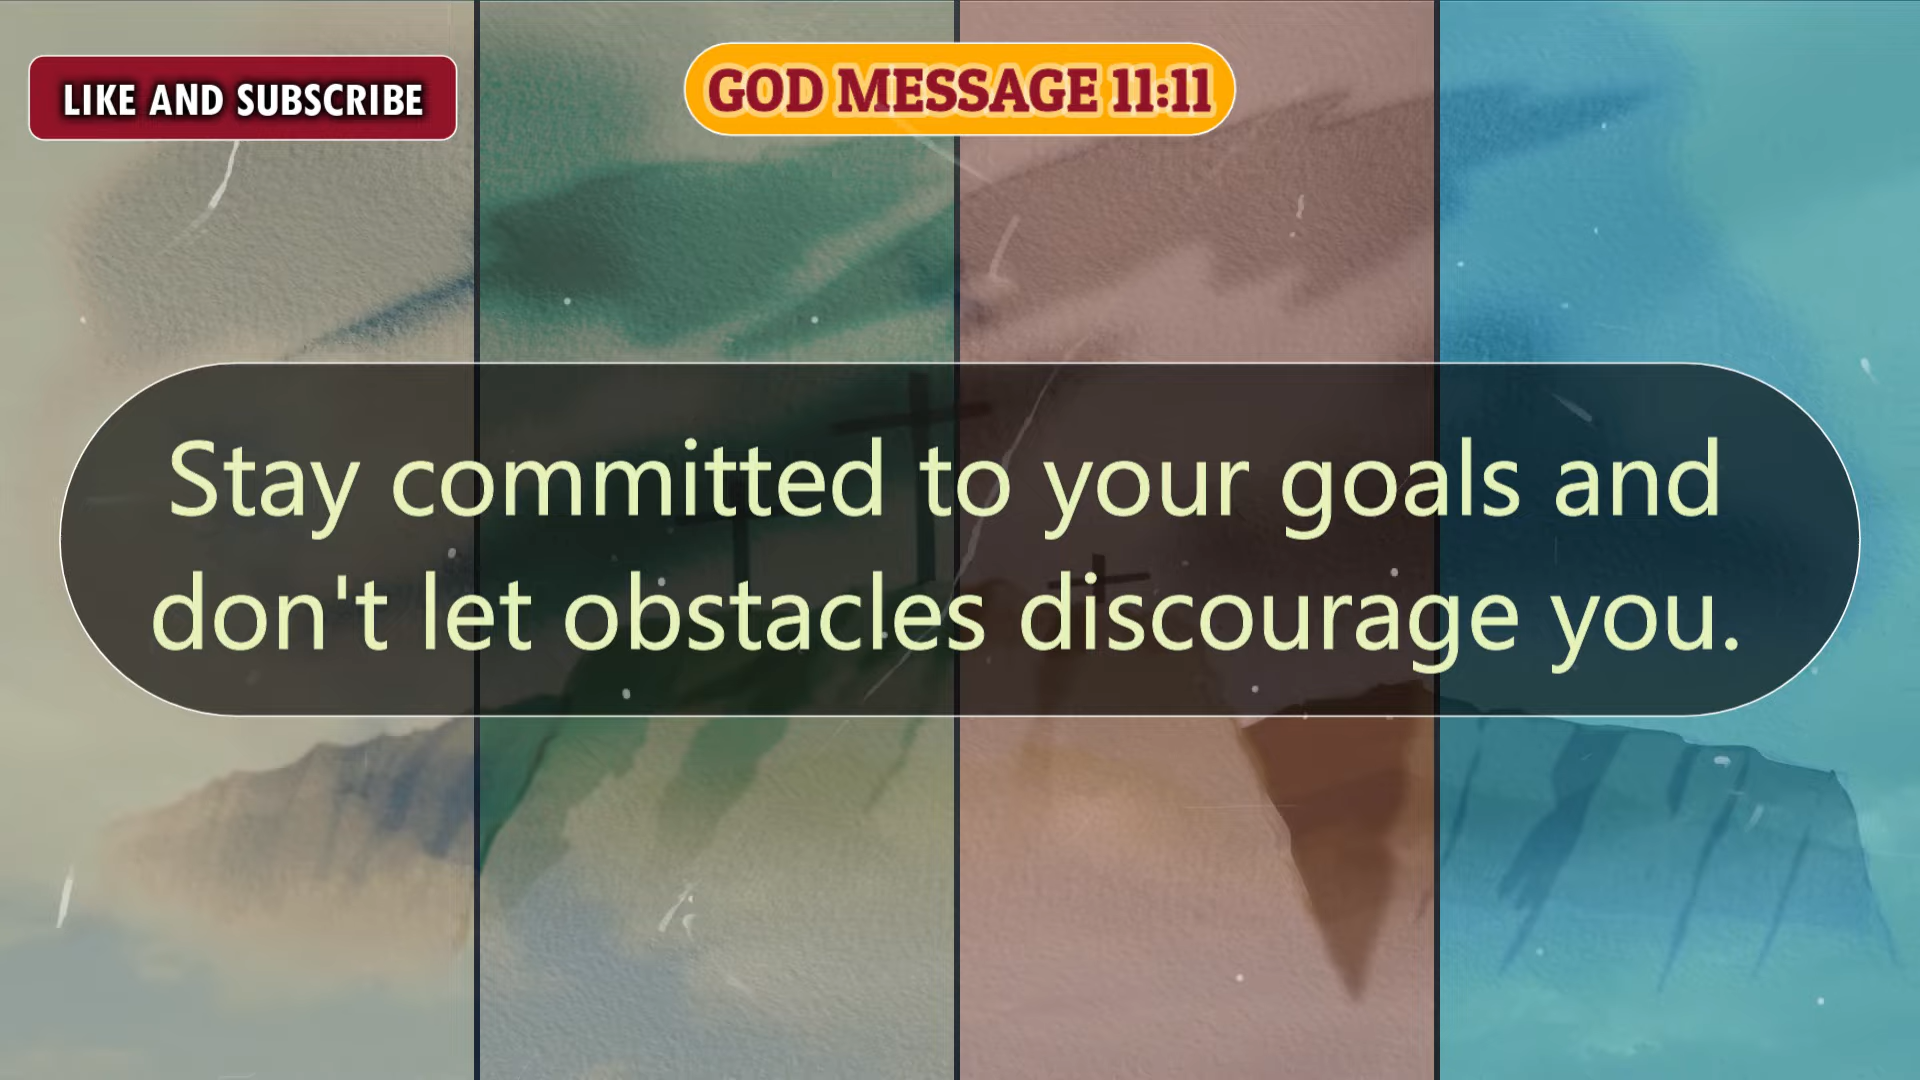 LIKE AND SUBSCRIBE
GOD MESSAGE 11:11
Stay committed to your goals and
don't let obstacles discourage you.